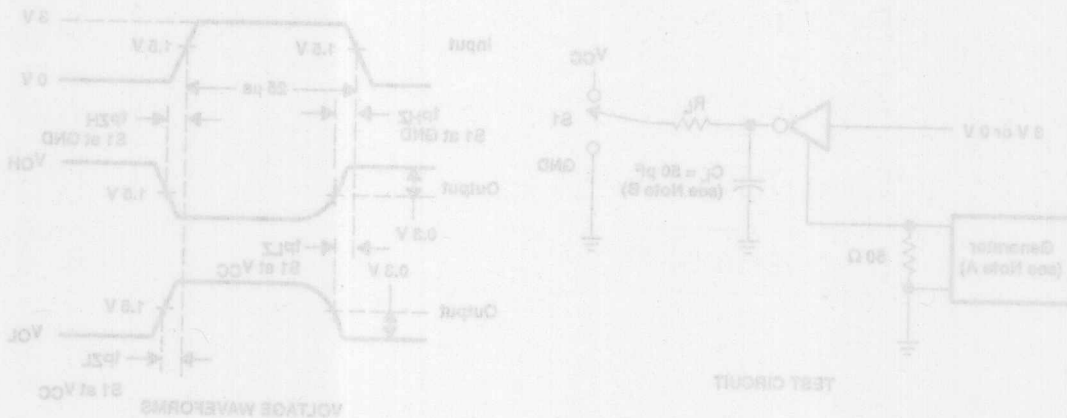 Generator
(see Note A)
50 Ω
3 V or 0 V
CL = 50 pF
(see Note B)
RL
S1
VCC
GND
TEST CIRCUIT
Input
1.5 V
1.5 V
3 V
0 V
25 μs
tPHZ
S1 at GND
tPZH
S1 at GND
Output
0.3 V
1.5 V
VOH
tPLZ
S1 at VCC
0.3 V
Output
1.5 V
VOL
tPZL
S1 at VCC
VOLTAGE WAVEFORMS